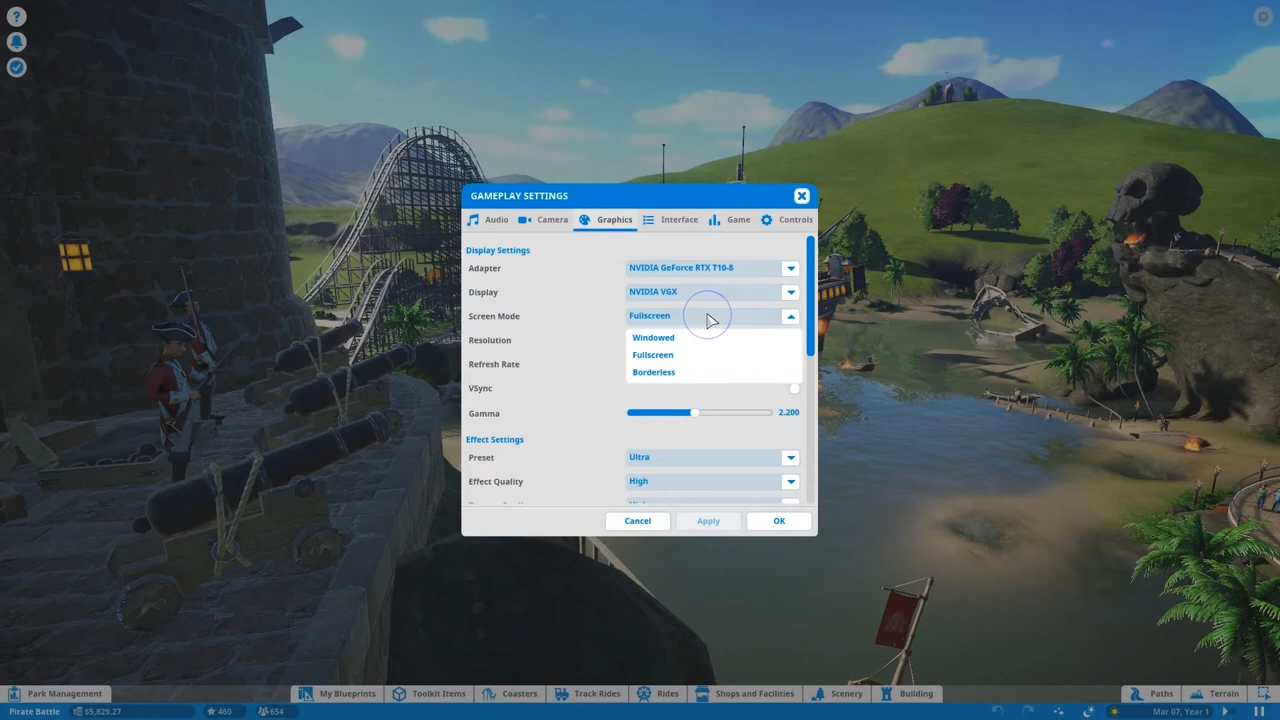 ?
GAMEPLAY SETTINGS
Audio Camera Graphics Interface Game Controls
Display Settings
Adapter NVIDIA GeForce RTX T10-8
Display NVIDIA VGX
Screen Mode Fullscreen
Windowed
Resolution
Fullscreen
Refresh Rate
Borderless
VSync
Gamma 2.200
Effect Settings
Preset Ultra
Effect Quality High
Cancel Apply OK
Park Management My Blueprints Toolkit Items Coasters Track Rides Rides Shops and Facilities Scenery Building Paths Terrain
Pirate Battle $5,829.27 460 654 Mar 07, Year 1